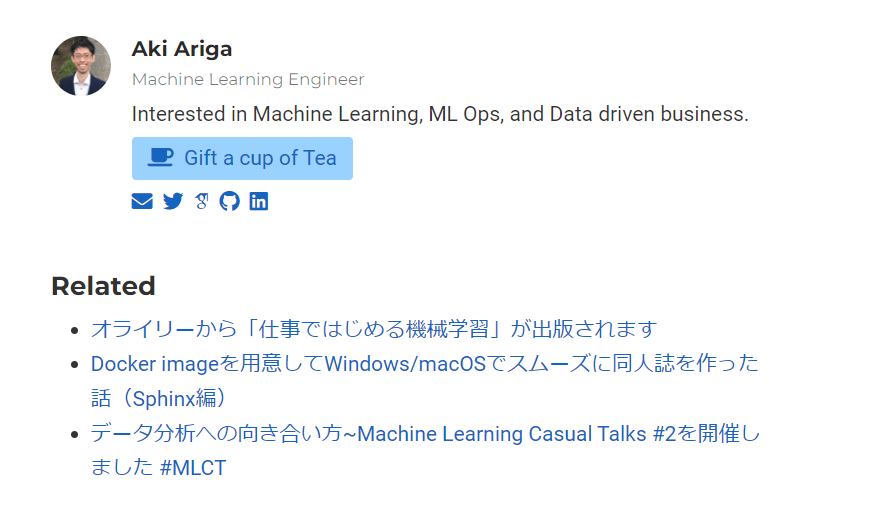 Aki Ariga
Machine Learning Engineer
Interested in Machine Learning, ML Ops, and Data driven business.
Gift a cup of Tea
Related
オライリーから「仕事ではじめる機械学習」が出版されます
Docker imageを用意してWindows/macOSでスムーズに同人誌を作った
話（Sphinx編）
データ分析への向き合い方~Machine Learning Casual Talks #2を開催し
ました #MLCT